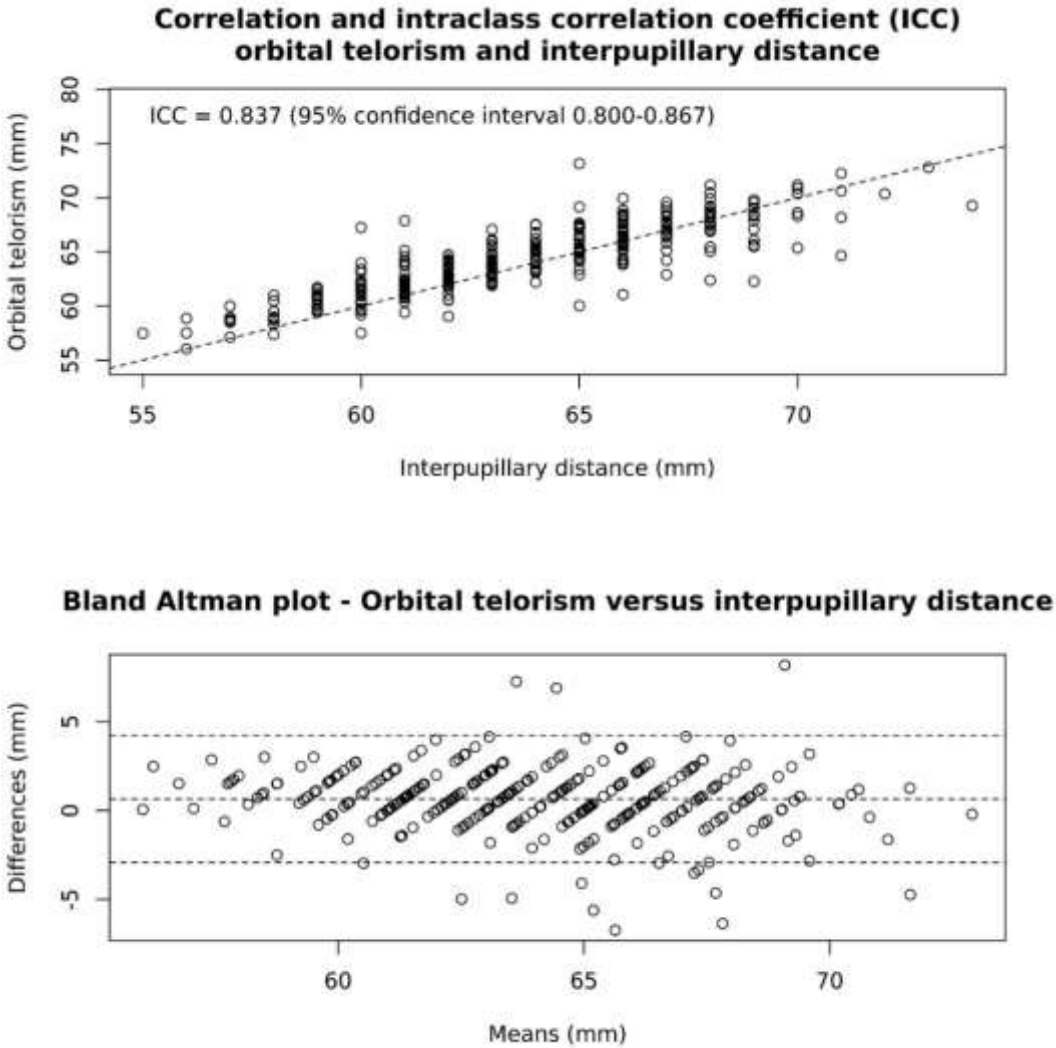 Correlation and intraclass correlation coefficient (ICC)
orbital telorism and interpupillary distance
ICC = 0.837 (95% confidence interval 0.800-0.867)
Orbital telorism (mm)
80
75
70
65
60
55
55 60 65 70
Interpupillary distance (mm)
Bland Altman plot - Orbital telorism versus interpupillary distance
Differences (mm)
5
0
-5
60 65 70
Means (mm)